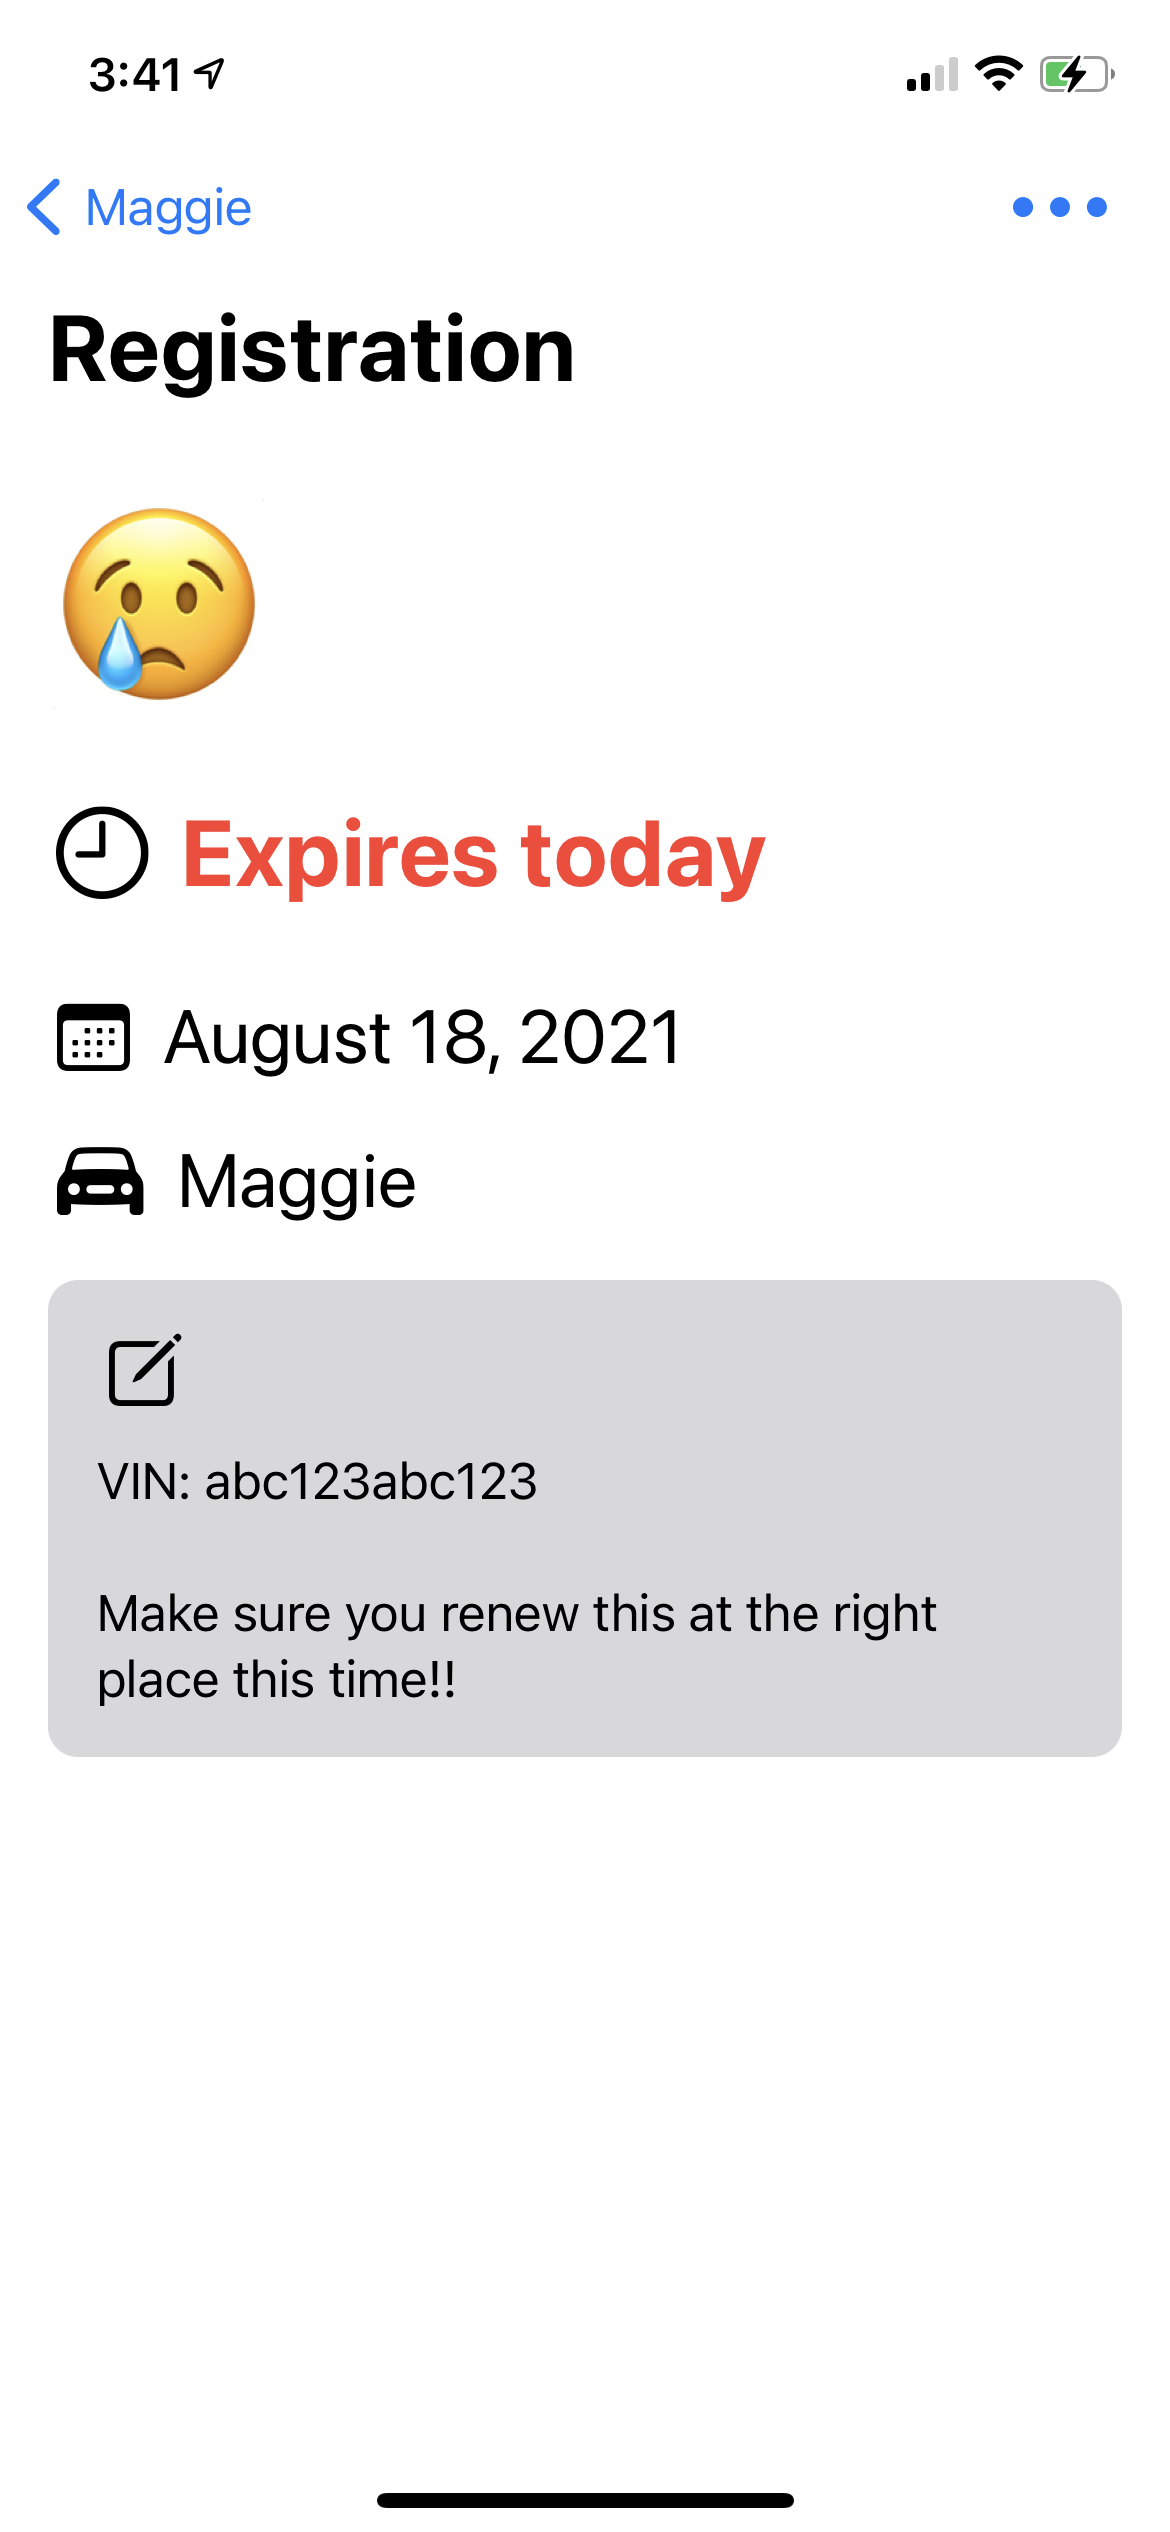 3:41
Maggie
Registration
Expires today
August 18, 2021
Maggie
VIN: abc123abc123
Make sure you renew this at the right
place this time!!